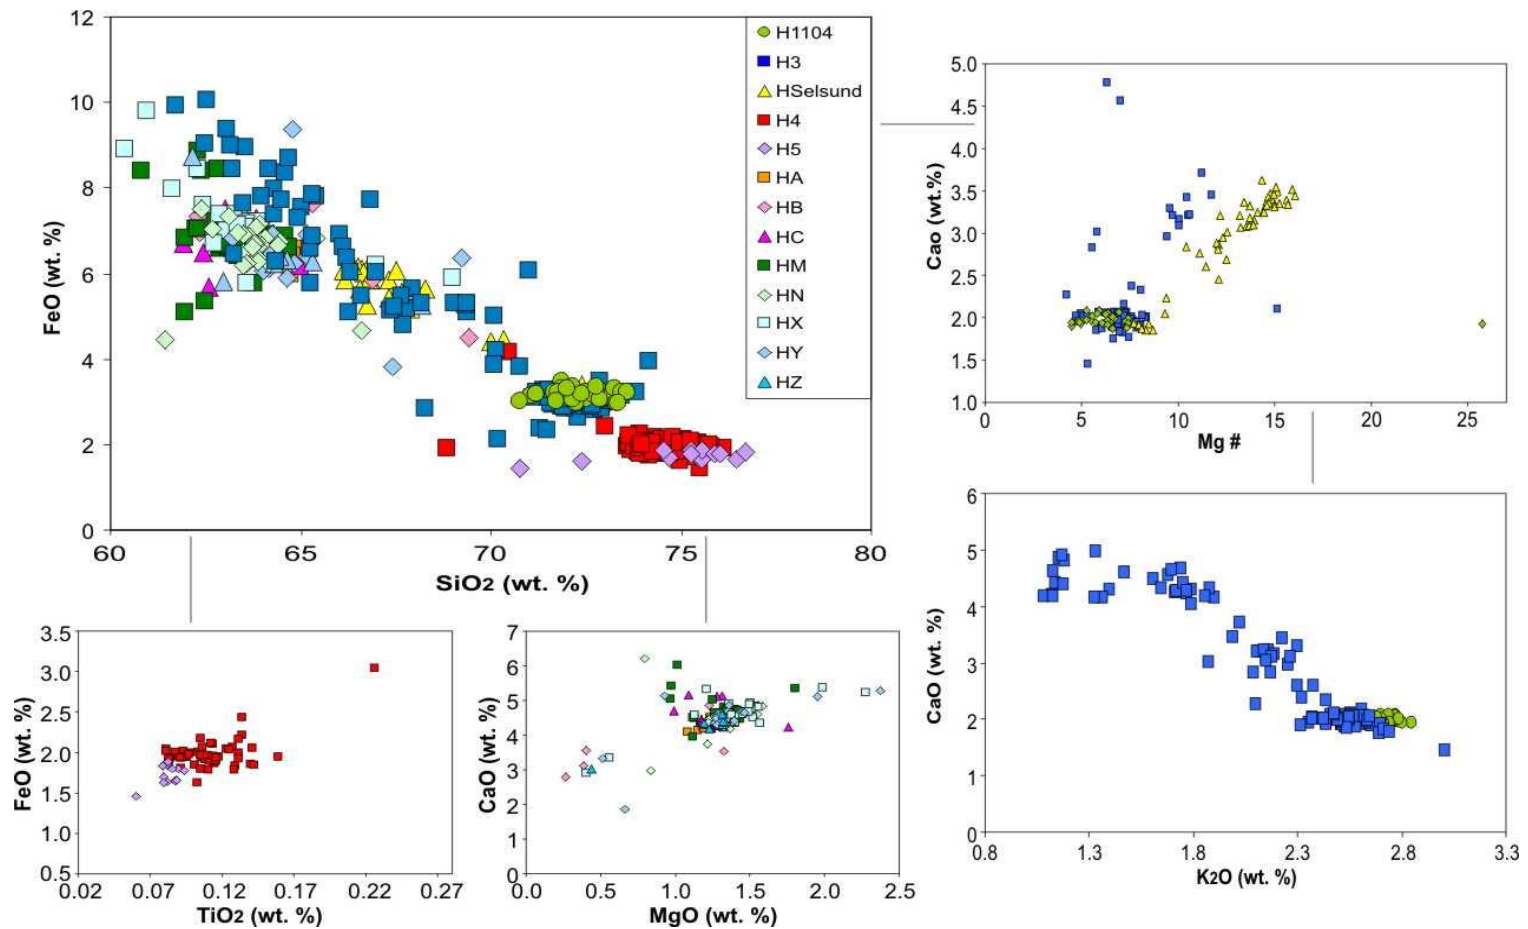 12
10
8
6
4
2
0
FeO (wt. %)
60
65
70
75
80
SiO2 (wt. %)
H1104
H3
HSelsund
H4
H5
HA
HB
HC
HM
HN
HX
HY
HZ
5.0
4.5
4.0
3.5
3.0
2.5
2.0
1.5
1.0
Cao (wt.%)
0
5
10
15
20
25
Mg #
3.5
3.0
2.5
2.0
1.5
1.0
0.5
FeO (wt. %)
0.02
0.07
0.12
0.17
0.22
0.27
TiO2 (wt. %)
7
6
5
4
3
2
1
0
CaO (wt. %)
0.0
0.5
1.0
1.5
2.0
2.5
MgO (wt. %)
6
5
4
3
2
1
0
CaO (wt. %)
0.8
1.3
1.8
2.3
2.8
3.3
K2O (wt. %)